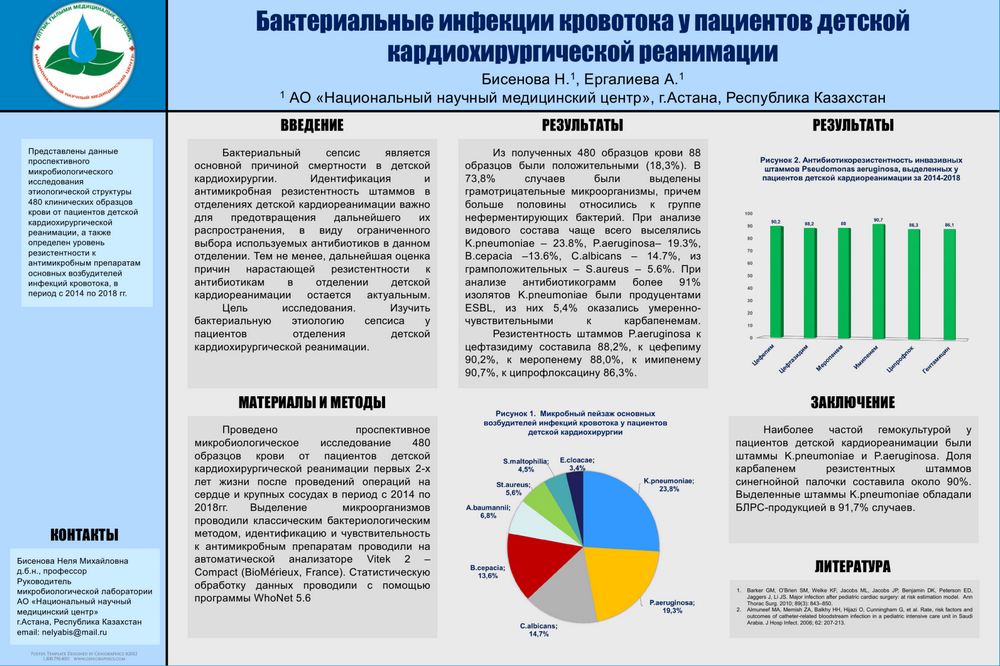 ҰЛТТЫҚ ҒЫЛЫМИ МЕДИЦИНАЛЫҚ ОРТАЛЫҚ
НАЦИОНАЛЬНЫЙ НАУЧНЫЙ МЕДИЦИНСКИЙ ЦЕНТР
Бактериальные инфекции кровотока у пациентов детской
кардиохирургической реанимации
Бисенова Н.¹, Ергалиева А.¹
¹ АО «Национальный научный медицинский центр», г.Астана, Республика Казахстан
Представлены данные
проспективного
микробиологического
исследования
этиологической структуры
480 клинических образцов
крови от пациентов детской
кардиохирургической
реанимации, а также
определен уровень
резистентности к
антимикробным препаратам
основных возбудителей
инфекций кровотока, в
период с 2014 по 2018 гг.
КОНТАКТЫ
Бисенова Неля Михайловна
д.б.н., профессор
Руководитель
микробиологической лаборатории
АО «Национальный научный
медицинский центр»
г.Астана, Республика Казахстан
email: nelyabis@mail.ru
POSTER TEMPLATE DESIGNED BY GENIGRAPHICS ©2012
1.800.790.4001 WWW.GENIGRAPHICS.COM
ВВЕДЕНИЕ
Бактериальный сепсис является
основной причиной смертности в детской
кардиохирургии. Идентификация и
антимикробная резистентность штаммов в
отделениях детской кардиореанимации важно
для предотвращения дальнейшего их
распространения, в виду ограниченного
выбора используемых антибиотиков в данном
отделении. Тем не менее, дальнейшая оценка
причин нарастающей резистентности к
антибиотикам в отделении детской
кардиореанимации остается актуальным.
Цель исследования. Изучить
бактериальную этиологию сепсиса у
пациентов отделения детской
кардиохирургической реанимации.
МАТЕРИАЛЫ И МЕТОДЫ
Проведено проспективное
микробиологическое исследование 480
образцов крови от пациентов детской
кардиохирургической реанимации первых 2-х
лет жизни после проведений операций на
сердце и крупных сосудах в период с 2014 по
2018гг. Выделение микроорганизмов
проводили классическим бактериологическим
методом, идентификацию и чувствительность
к антимикробным препаратам проводили на
автоматической анализаторе Vitek 2 –
Compact (BioMérieux, France). Статистическую
обработку данных проводили с помощью
программы WhoNet 5.6
РЕЗУЛЬТАТЫ
Из полученных 480 образцов крови 88
образцов были положительными (18,3%). В
73,8% случаев были выделены
грамотрицательные микроорганизмы, причем
больше половины относились к группе
неферментирующих бактерий. При анализе
видового состава чаще всего выселялись
K.pneumoniae – 23.8%, P.aeruginosa– 19.3%,
B.cepacia –13.6%, C.albicans – 14.7%, из
грамположительных – S.aureus – 5.6%. При
анализе антибиотикограмм более 91%
изолятов K.pneumoniae были продуцентами
ESBL, из них 5,4% оказались умеренно-
чувствительными к карбапенемам.
Резистентность штаммов P.aeruginosa к
цефтазидиму составила 88,2%, к цефепиму
90,2%, к меропенему 88,0%, к имипенему
90,7%, к ципрофлоксацину 86,3%.
Рисунок 1. Микробный пейзаж основных
возбудителей инфекций кровотока у пациентов
детской кардиохирургии
S.maltophilia;
4,5%
E.cloacae;
3,4%
K.pneumoniae;
23,8%
St.aureus;
5,6%
A.baumannii;
6,8%
B.cepacia;
13,6%
P.aeruginosa;
19,3%
C.albicans;
14,7%
РЕЗУЛЬТАТЫ
Рисунок 2. Антибиотикорезистентность инвазивных
штаммов Pseudomonas aeruginosa, выделенных у
пациентов детской кардиореанимации за 2014-2018
100
90
80
70
60
50
40
30
20
10
0
90,2 88,2 88 90,7 86,3 86,1
Цефепим Цефтазидим Меропенем Имипенем Ципрофлок Гентамицин
ЗАКЛЮЧЕНИЕ
Наиболее частой гемокультурой у
пациентов детской кардиореанимации были
штаммы K.pneumoniae и P.aeruginosa. Доля
карбапенем резистентных штаммов
синегнойной палочки составила около 90%.
Выделенные штаммы K.pneumoniae обладали
БЛРС-продукцией в 91,7% случаев.
ЛИТЕРАТУРА
1. Barker GM, O'Brien SM, Welke KF, Jacobs ML, Jacobs JP, Benjamin DK, Peterson ED,
Jaggers J, Li JS. Major infection after pediatric cardiac surgery: at risk estimation model. Ann
Thorac Surg. 2010; 89(3): 843–850.
2. Almuneef MA, Memish ZA, Balkhy HH, Hijazi O, Cunningham G, et al. Rate, risk factors and
outcomes of catheter-related bloodstream infection in a pediatric intensive care unit in Saudi
Arabia. J Hosp Infect. 2006; 62: 207-213.